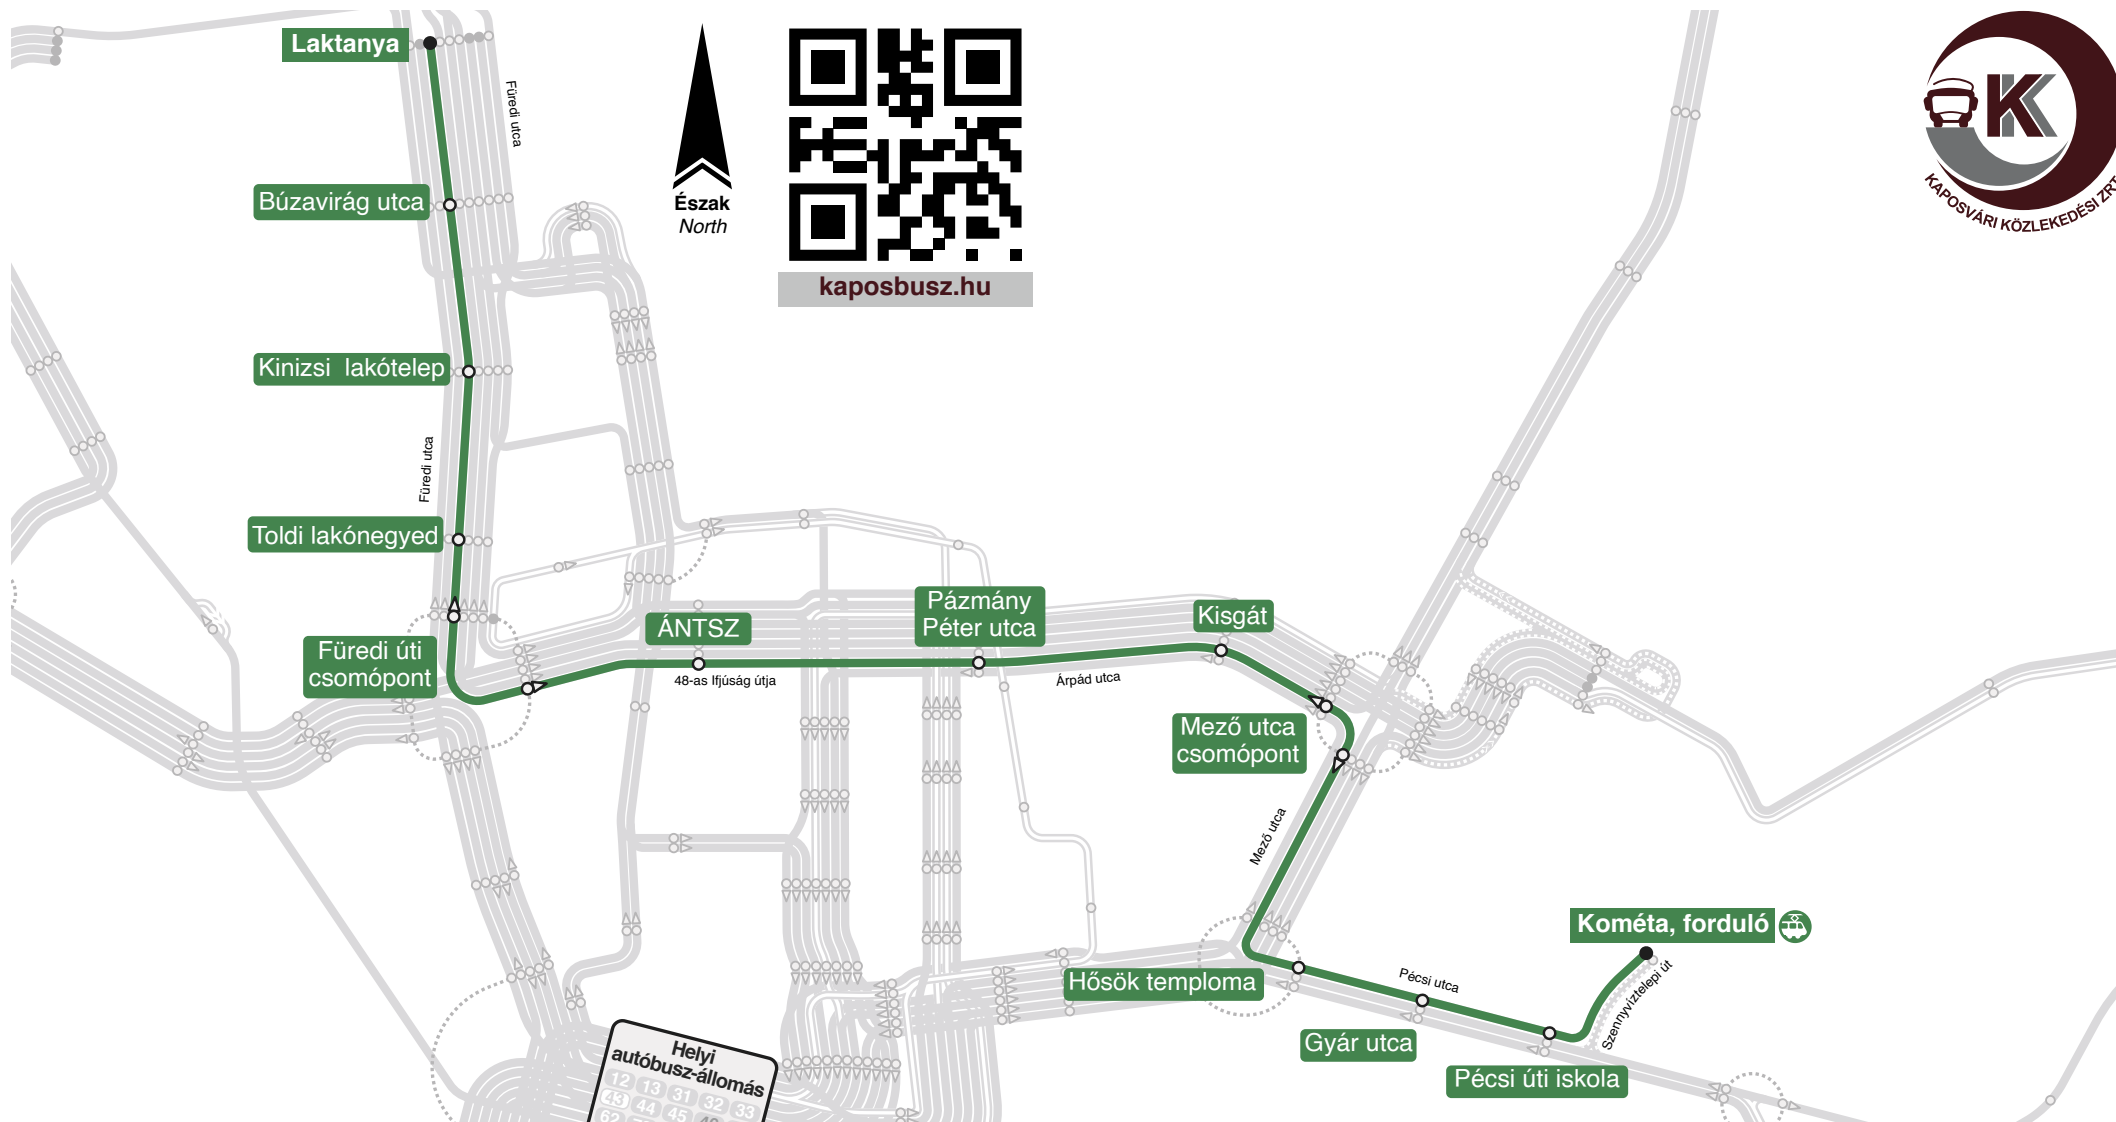 Laktanya
Füredi utca
Búzavirág utca
Észak
North
kaposbusz.hu
KAPOSVÁRI KÖZLEKEDÉSI ZRT
Kinizsi lakótelep
Füredi utca
Toldi lakónegyed
Füredi úti
csomópont
ÁNTSZ
48-as Ifjúság útja
Pázmány
Péter utca
Árpád utca
Kisgát
Mező utca
csomópont
Mező utca
Hősök temploma
Pécsi utca
Gyár utca
Pécsi úti iskola
Kométa, forduló
Szennyvíztelepi út
Helyi
autóbusz-állomás
12 13 31 32 33
43 44 45